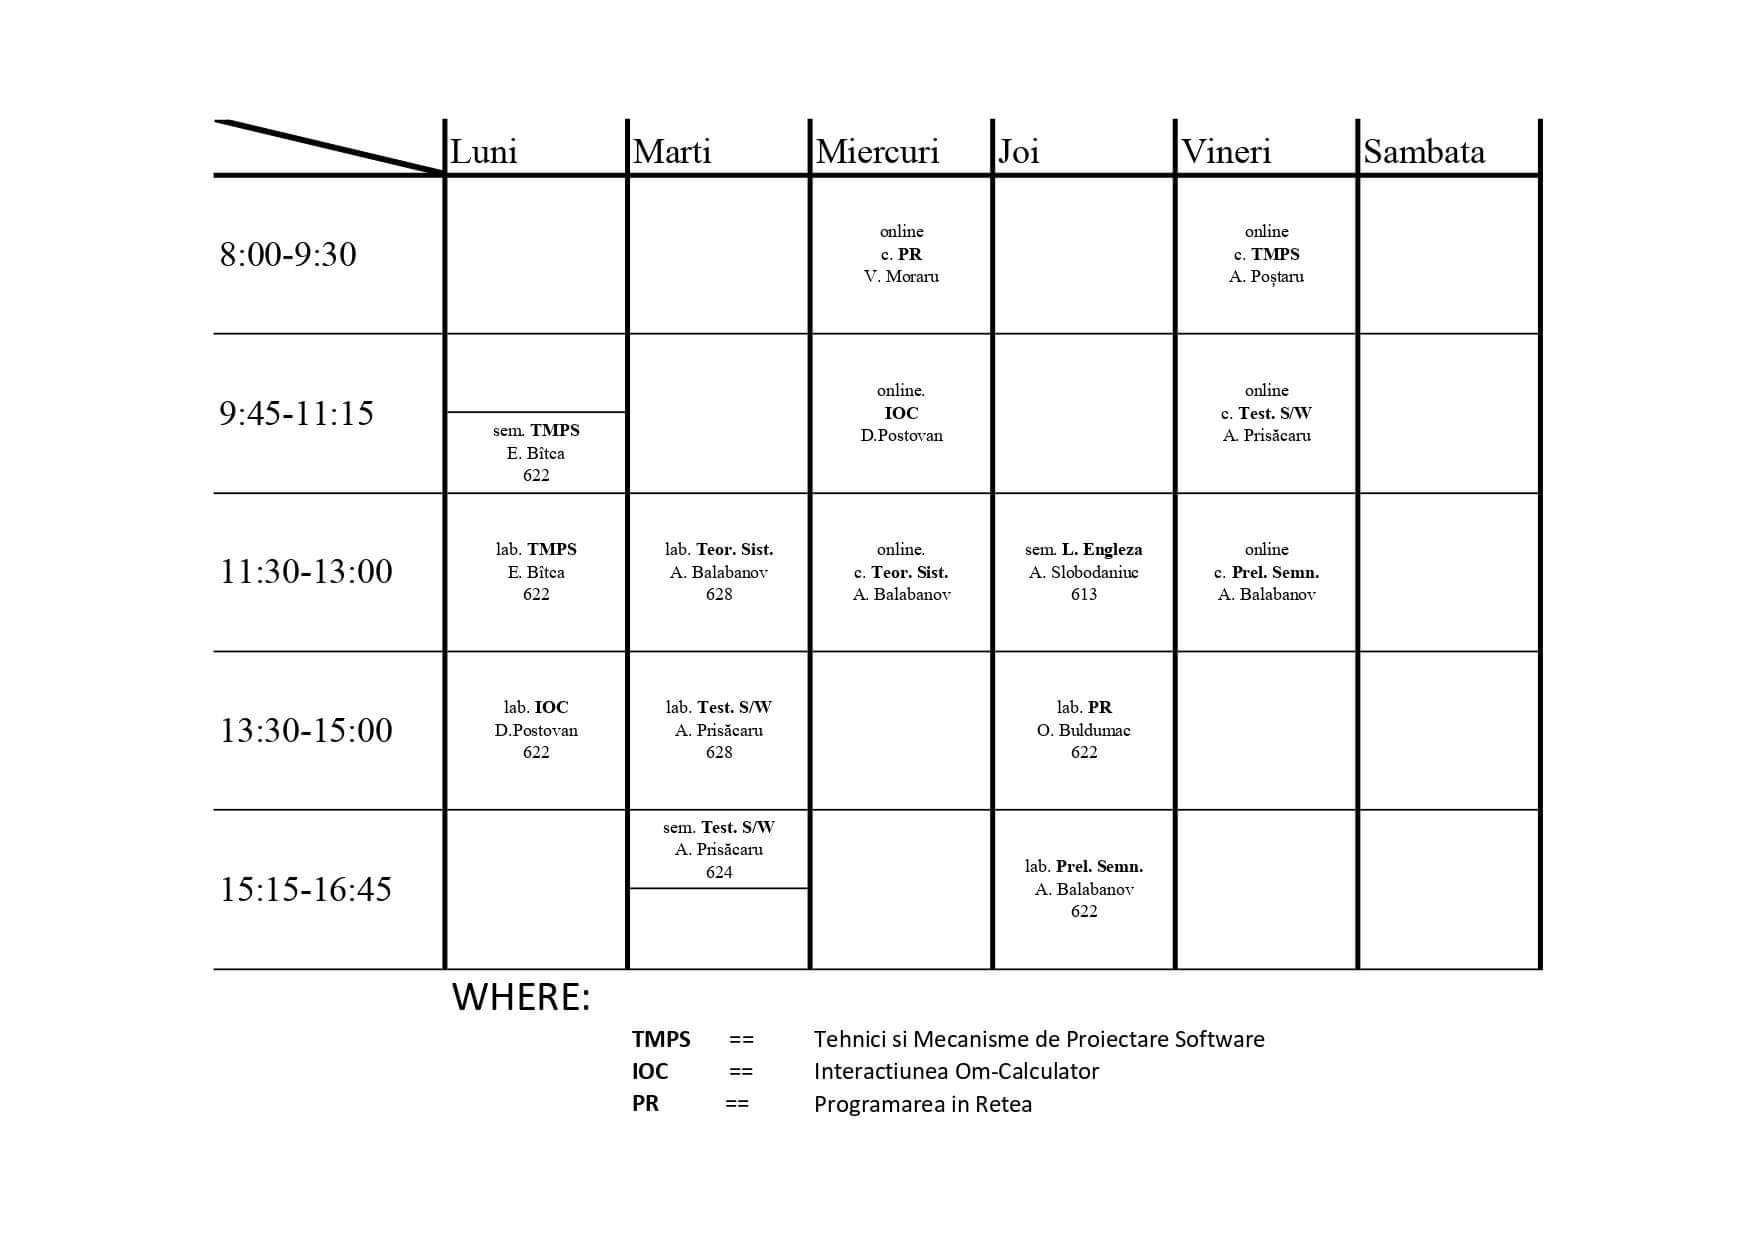 Luni Marti Miercuri Joi Vineri Sambata
8:00-9:30
online
c. PR
V. Moraru
online
c. TMPS
A. Poștaru
9:45-11:15
sem. TMPS
E. Bîtca
622
online.
IOC
D.Postovan
online
c. Test. S/W
A. Prisăcaru
11:30-13:00
lab. TMPS
E. Bîtca
622
lab. Teor. Sist.
A. Balabanov
628
online.
c. Teor. Sist.
A. Balabanov
sem. L. Engleza
A. Slobodaniuc
613
online
c. Prel. Semn.
A. Balabanov
13:30-15:00
lab. IOC
D.Postovan
622
lab. Test. S/W
A. Prisăcaru
628
lab. PR
O. Buldumac
622
15:15-16:45
sem. Test. S/W
A. Prisăcaru
624
lab. Prel. Semn.
A. Balabanov
622
WHERE:
TMPS == Tehnici si Mecanisme de Proiectare Software
IOC == Interactiunea Om-Calculator
PR == Programarea in Retea